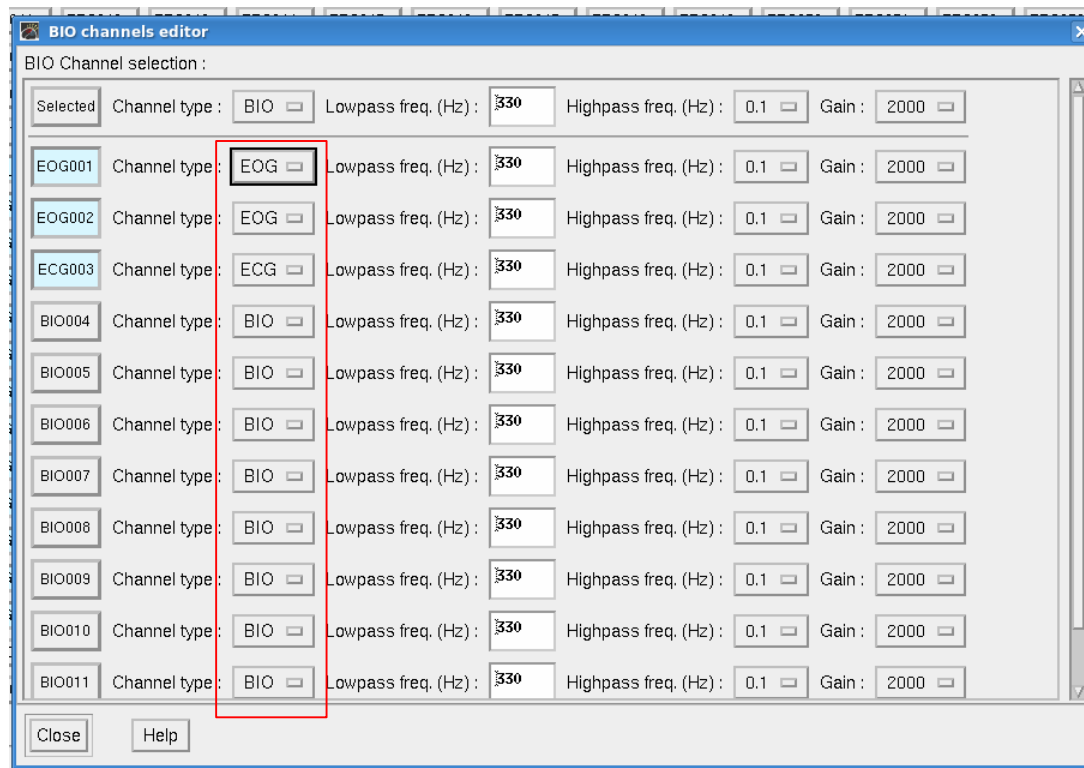 BIO channels editor
BIO Channel selection :
Selected Channel type : BIO Lowpass freq. (Hz) : 330 Highpass freq. (Hz) : 0.1 Gain : 2000
EOG001 Channel type : EOG Lowpass freq. (Hz) : 330 Highpass freq. (Hz) : 0.1 Gain : 2000
EOG002 Channel type : EOG Lowpass freq. (Hz) : 330 Highpass freq. (Hz) : 0.1 Gain : 2000
ECG003 Channel type : ECG Lowpass freq. (Hz) : 330 Highpass freq. (Hz) : 0.1 Gain : 2000
BIO004 Channel type : BIO Lowpass freq. (Hz) : 330 Highpass freq. (Hz) : 0.1 Gain : 2000
BIO005 Channel type : BIO Lowpass freq. (Hz) : 330 Highpass freq. (Hz) : 0.1 Gain : 2000
BIO006 Channel type : BIO Lowpass freq. (Hz) : 330 Highpass freq. (Hz) : 0.1 Gain : 2000
BIO007 Channel type : BIO Lowpass freq. (Hz) : 330 Highpass freq. (Hz) : 0.1 Gain : 2000
BIO008 Channel type : BIO Lowpass freq. (Hz) : 330 Highpass freq. (Hz) : 0.1 Gain : 2000
BIO009 Channel type : BIO Lowpass freq. (Hz) : 330 Highpass freq. (Hz) : 0.1 Gain : 2000
BIO010 Channel type : BIO Lowpass freq. (Hz) : 330 Highpass freq. (Hz) : 0.1 Gain : 2000
BIO011 Channel type : BIO Lowpass freq. (Hz) : 330 Highpass freq. (Hz) : 0.1 Gain : 2000
Close Help